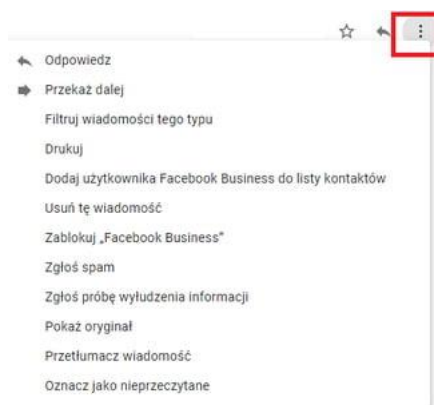 Odpowiedz
Przekaż dalej
Filtruj wiadomości tego typu
Drukuj
Dodaj użytkownika Facebook Business do listy kontaktów
Usuń tę wiadomość
Zablokuj „Facebook Business”
Zgłoś spam
Zgłoś próbę wyłudzenia informacji
Pokaż oryginał
Przetłumacz wiadomość
Oznacz jako nieprzeczytane